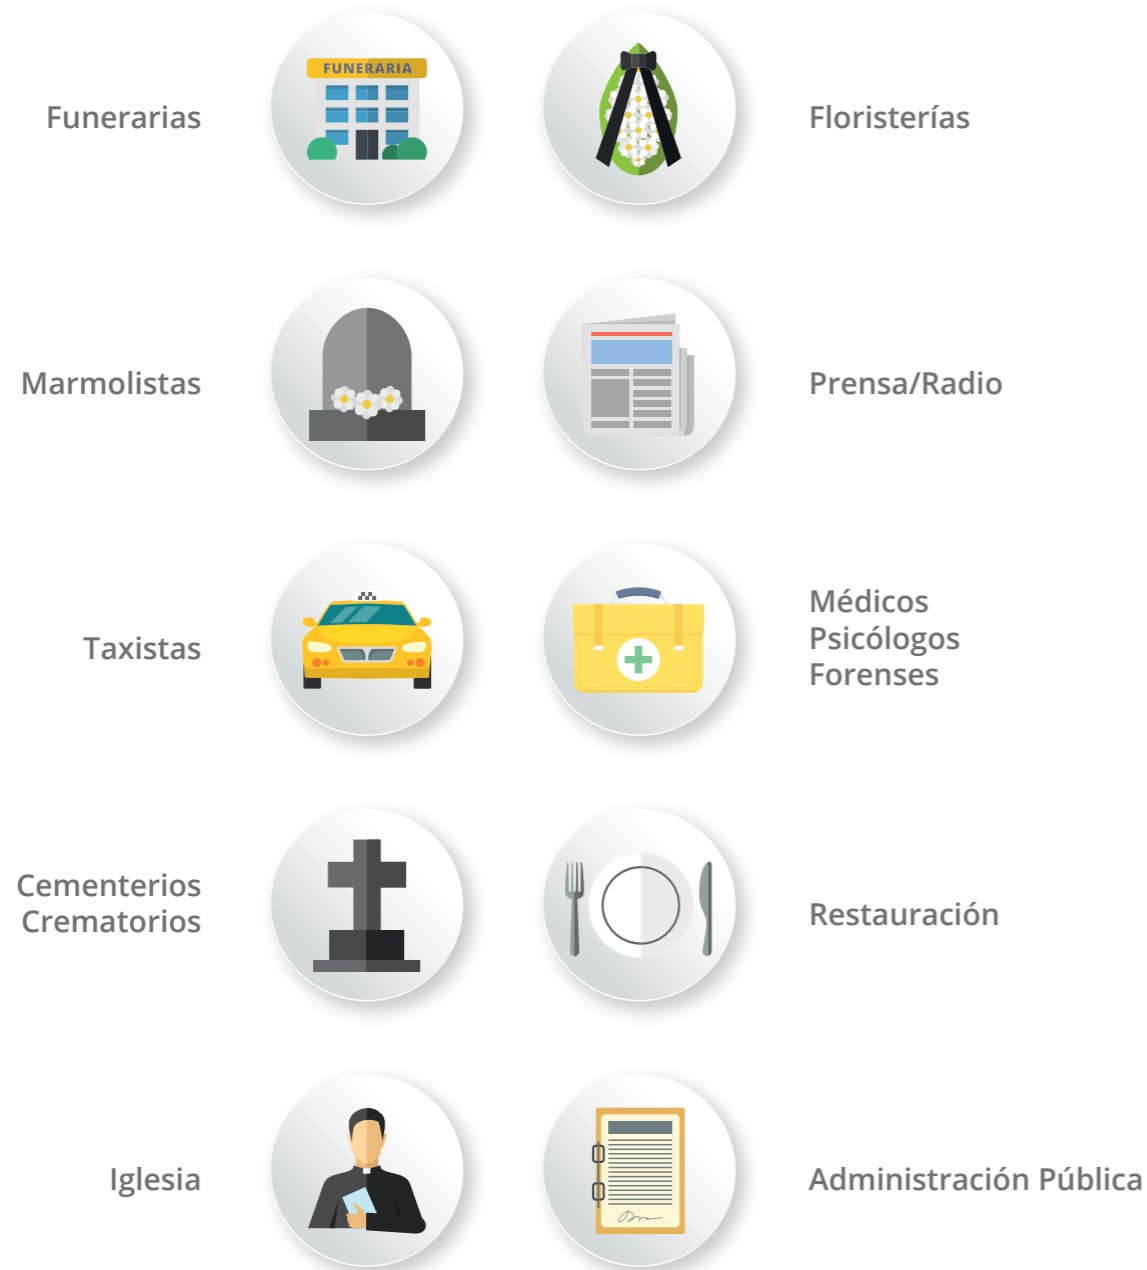 Funerarias
FUNERARIA
Floristerías
Marmolistas
Prensa/Radio
Taxistas
Médicos
Psicólogos
Forenses
Cementerios
Crematorios
Restauración
Iglesia
Administración Pública